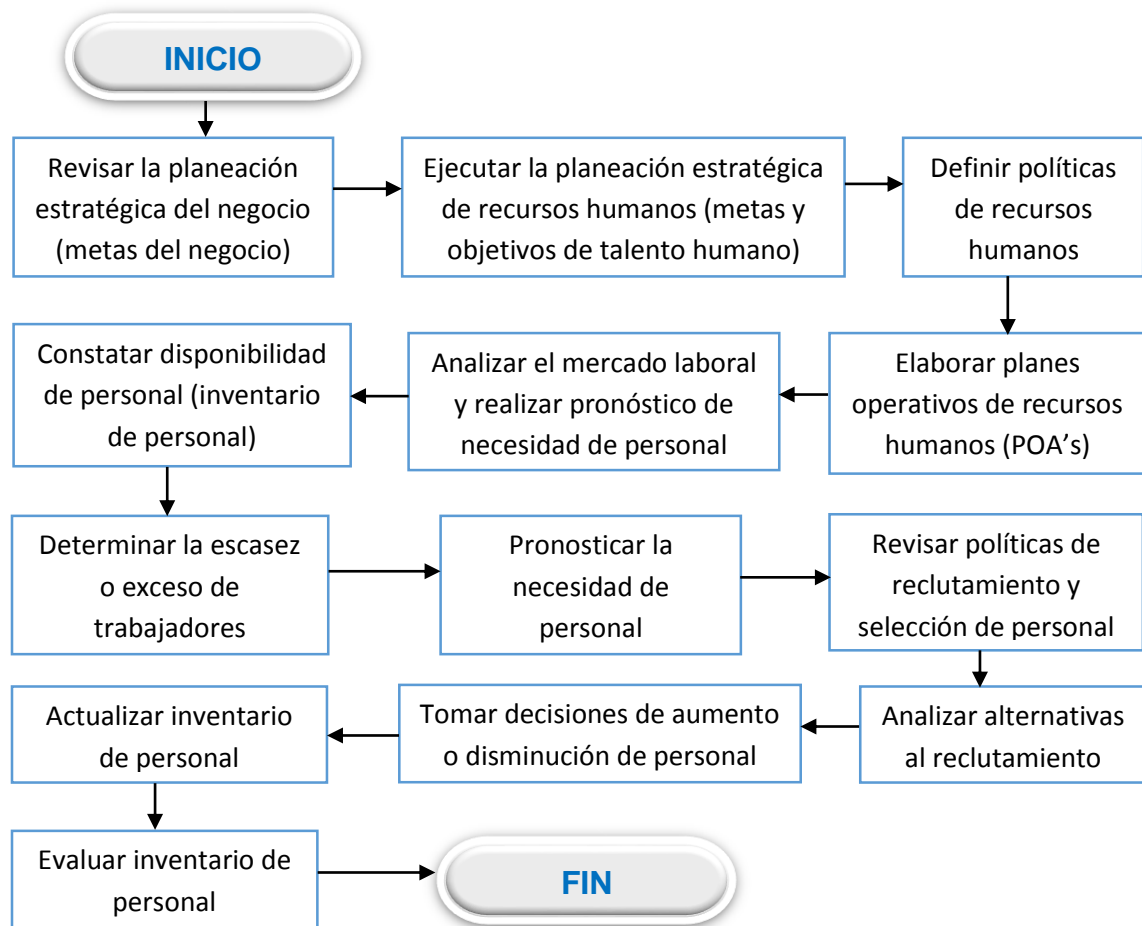 INICIO
Revisar la planeación
estratégica del negocio
(metas del negocio)
Ejecutar la planeación estratégica
de recursos humanos (metas y
objetivos de talento humano)
Definir políticas
de recursos
humanos
Elaborar planes
operativos de recursos
humanos (POA’s)
Analizar el mercado laboral
y realizar pronóstico de
necesidad de personal
Constatar disponibilidad
de personal (inventario
de personal)
Determinar la escasez
o exceso de
trabajadores
Pronosticar la
necesidad de
personal
Revisar políticas de
reclutamiento y
selección de personal
Analizar alternativas
al reclutamiento
Tomar decisiones de aumento
o disminución de personal
Actualizar inventario
de personal
Evaluar inventario de
personal
FIN